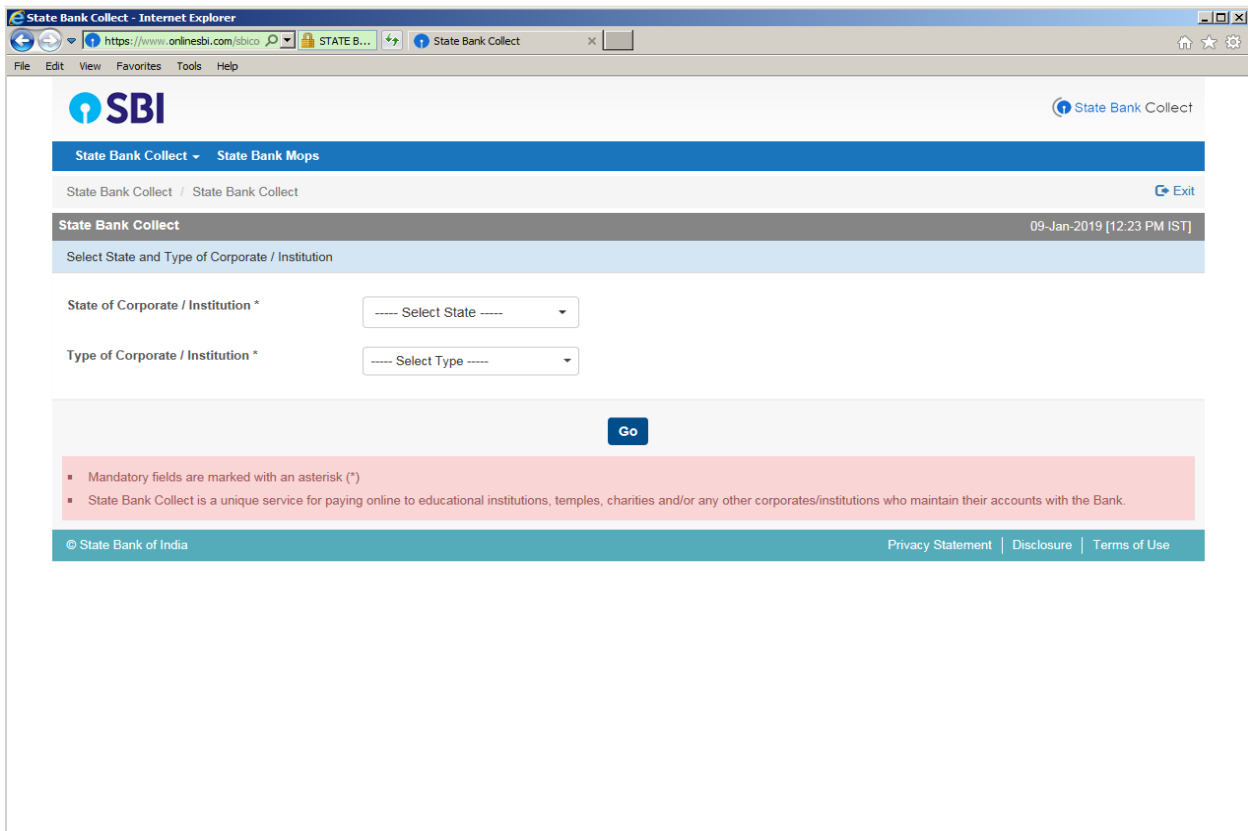 State Bank Collect - Internet Explorer
https://www.onlinesbi.com/sbico STATE B... State Bank Collect
File Edit View Favorites Tools Help
SBI State Bank Collect
State Bank Collect State Bank Mops
State Bank Collect / State Bank Collect Exit
State Bank Collect 09-Jan-2019 [12:23 PM IST]
Select State and Type of Corporate / Institution
State of Corporate / Institution * ----- Select State -----
Type of Corporate / Institution * ----- Select Type -----
Go
Mandatory fields are marked with an asterisk (*)
State Bank Collect is a unique service for paying online to educational institutions, temples, charities and/or any other corporates/institutions who maintain their accounts with the Bank.
© State Bank of India Privacy Statement | Disclosure | Terms of Use